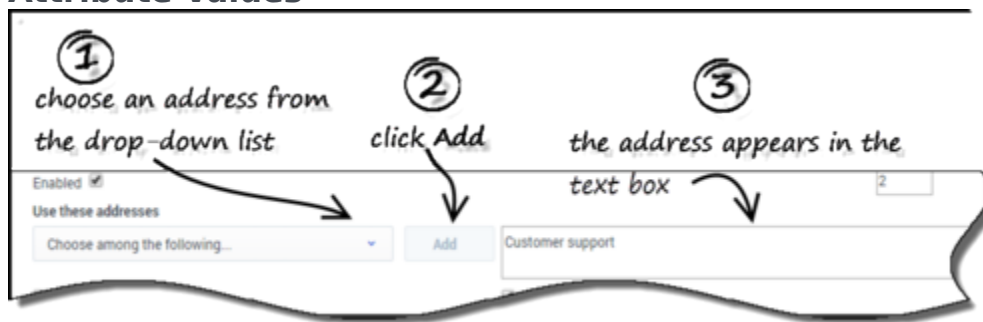 Attribute Values
1
choose an address from
the drop-down list
2
click Add
3
the address appears in the
text box
Enabled
2
Use these addresses
Choose among the following...
Add
Customer support